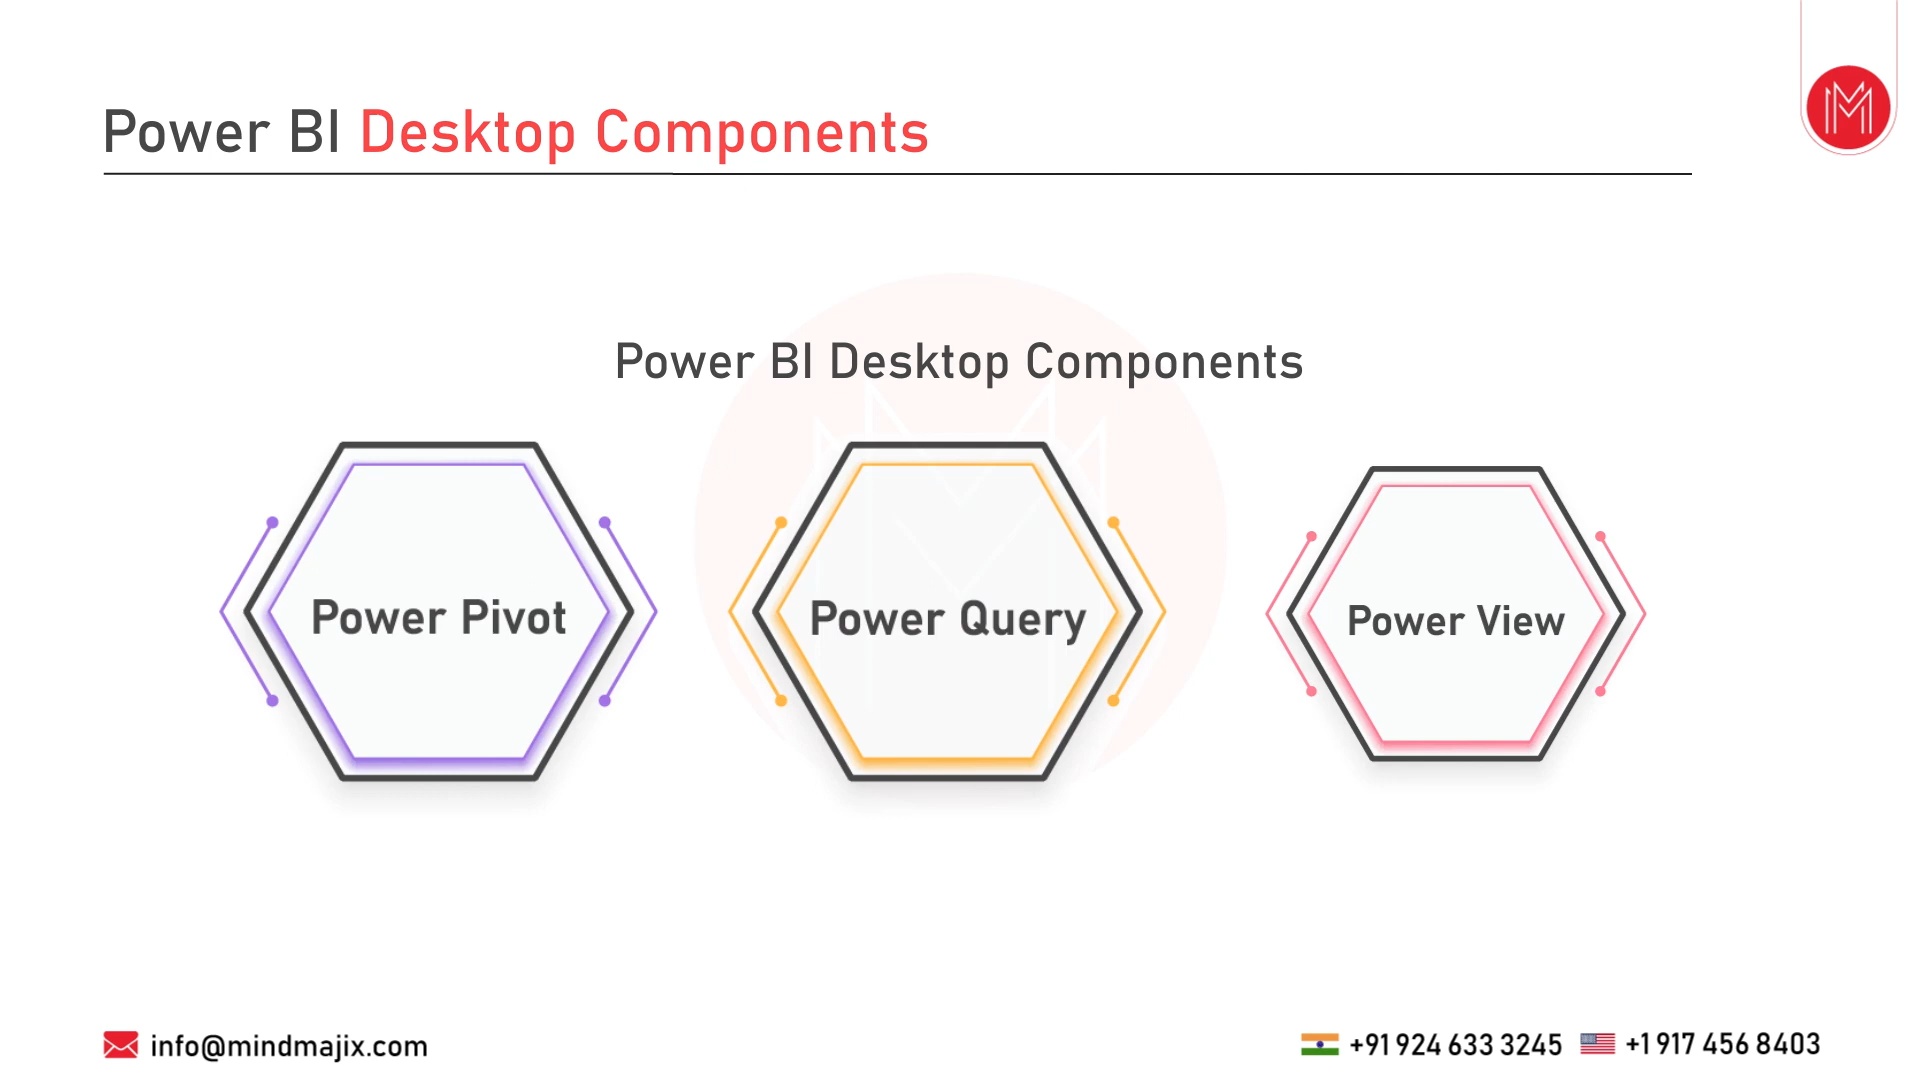 Power BI Desktop Components
Power BI Desktop Components
Power Pivot
Power Query
Power View
info@mindmajix.com
+91 924 633 3245
+1 917 456 8403